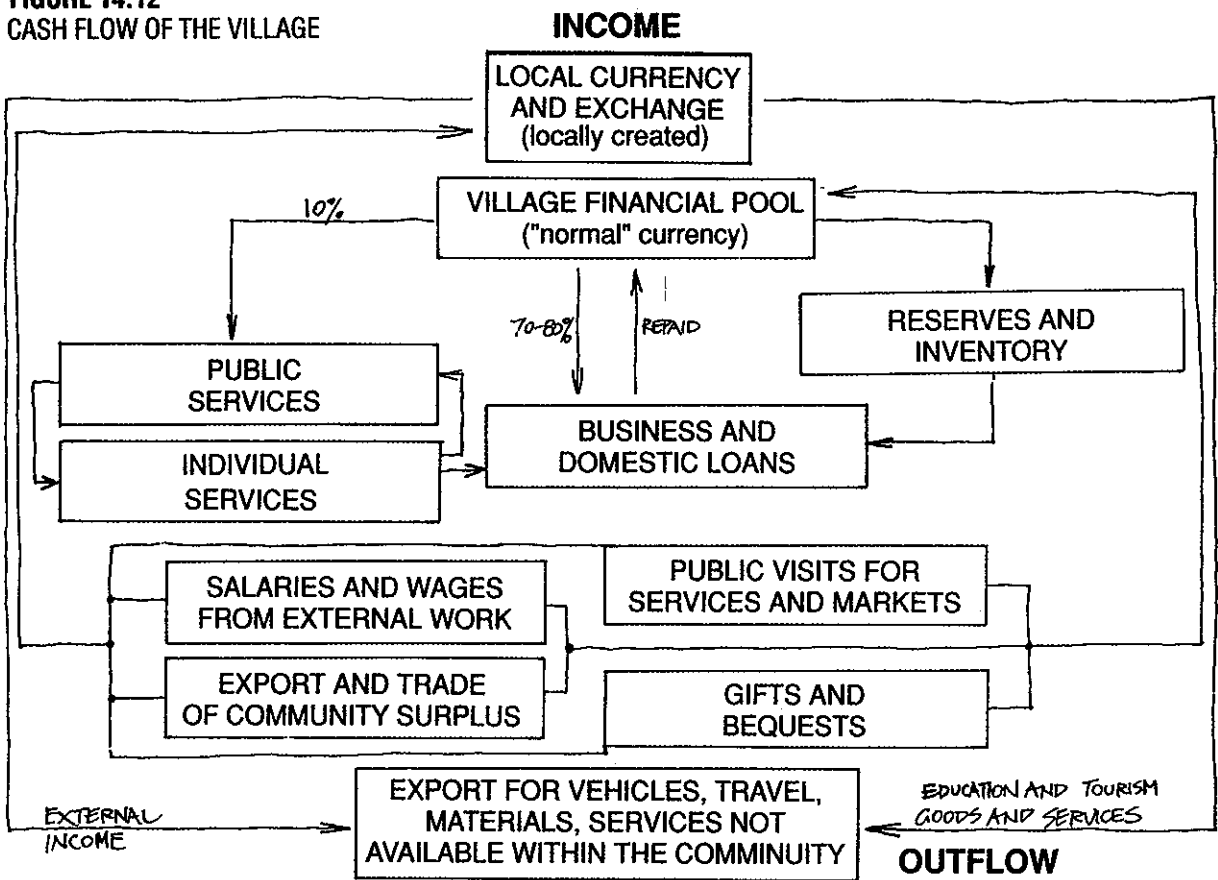 FIGURE 14.12
CASH FLOW OF THE VILLAGE
INCOME
LOCAL CURRENCY
AND EXCHANGE
(locally created)
VILLAGE FINANCIAL POOL
("normal" currency)
10%
70-80%
REPAID
RESERVES AND
INVENTORY
PUBLIC
SERVICES
INDIVIDUAL
SERVICES
BUSINESS AND
DOMESTIC LOANS
SALARIES AND WAGES
FROM EXTERNAL WORK
PUBLIC VISITS FOR
SERVICES AND MARKETS
EXPORT AND TRADE
OF COMMUNITY SURPLUS
GIFTS AND
BEQUESTS
EXTERNAL
INCOME
EXPORT FOR VEHICLES, TRAVEL,
MATERIALS, SERVICES NOT
AVAILABLE WITHIN THE COMMINUITY
EDUCATION AND TOURISM
GOODS AND SERVICES
OUTFLOW